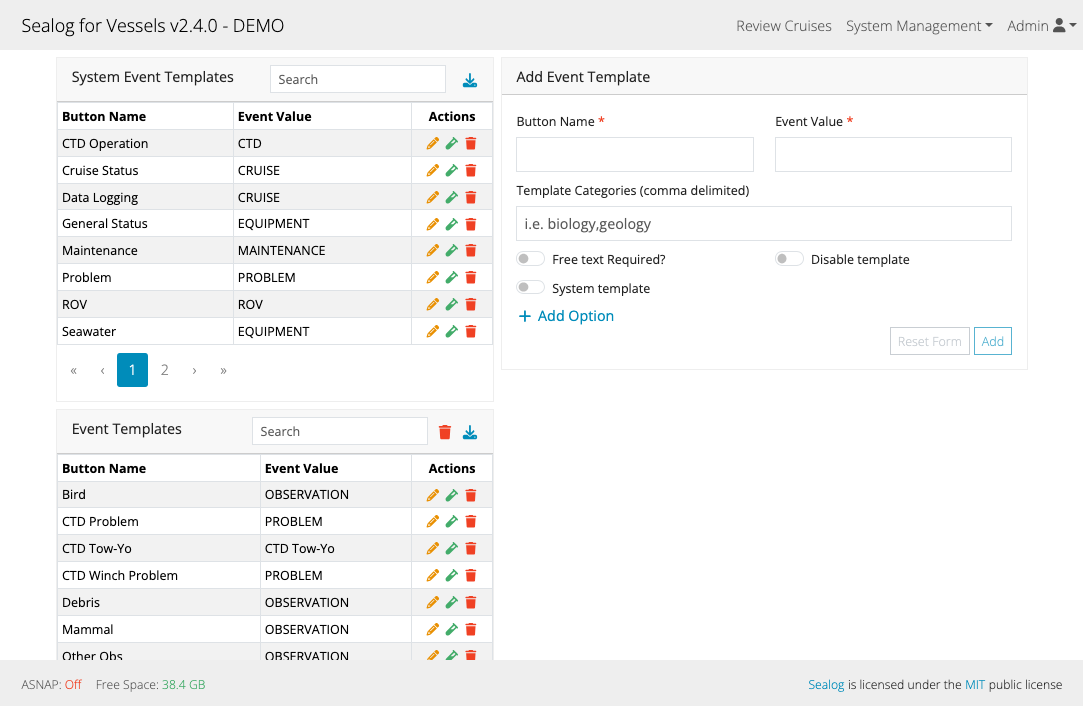 Sealog for Vessels v2.4.0 - DEMO
Review Cruises System Management Admin
System Event Templates Search
Button Name Event Value Actions
CTD Operation CTD
Cruise Status CRUISE
Data Logging CRUISE
General Status EQUIPMENT
Maintenance MAINTENANCE
Problem PROBLEM
ROV ROV
Seawater EQUIPMENT
« ‹ 1 2 › »
Event Templates Search
Button Name Event Value Actions
Bird OBSERVATION
CTD Problem PROBLEM
CTD Tow-Yo CTD Tow-Yo
CTD Winch Problem PROBLEM
Debris OBSERVATION
Mammal OBSERVATION
Other Obs OBSERVATION
Add Event Template
Button Name * Event Value *
Template Categories (comma delimited)
i.e. biology,geology
Free text Required? Disable template
System template
+ Add Option
Reset Form Add
ASNAP: Off Free Space: 38.4 GB
Sealog is licensed under the MIT public license